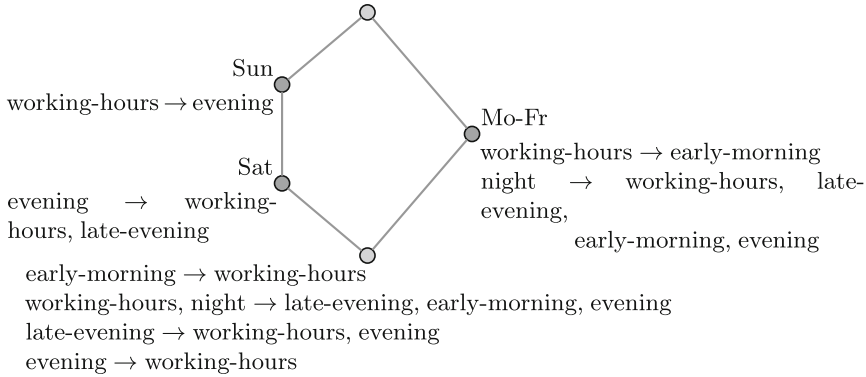 Sun
working-hours → evening
Mo-Fr
working-hours → early-morning
night → working-hours, late-
evening,
early-morning, evening
Sat
evening → working-
hours, late-evening
early-morning → working-hours
working-hours, night → late-evening, early-morning, evening
late-evening → working-hours, evening
evening → working-hours